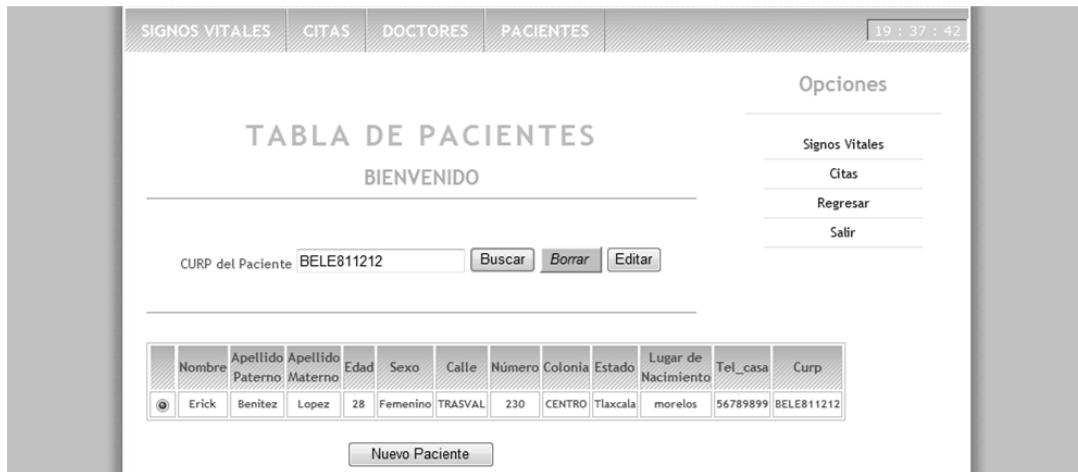 SIGNOS VITALES CITAS DOCTORES PACIENTES 19 : 37 : 42
Opciones
TABLA DE PACIENTES
BIENVENIDO
Signos Vitales
Citas
Regresar
Salir
CURP del Paciente BELE811212 Buscar Borrar Editar
Nombre Apellido Paterno Apellido Materno Edad Sexo Calle Número Colonia Estado Lugar de Nacimiento Tel_casa Curp
Erick Benitez Lopez 28 Femenino TRASVAL 230 CENTRO Tlaxcala morelos 56789899 BELE811212
Nuevo Paciente